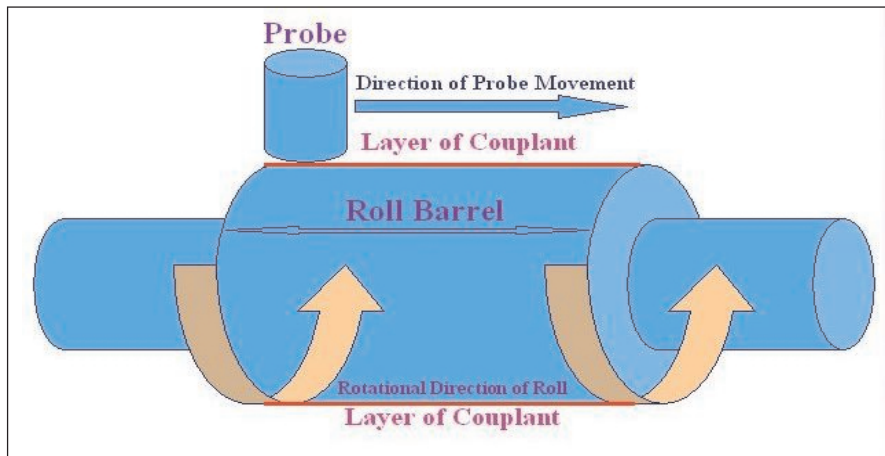 Probe
Direction of Probe Movement
Layer of Couplant
Roll Barrel
Rotational Direction of Roll
Layer of Couplant